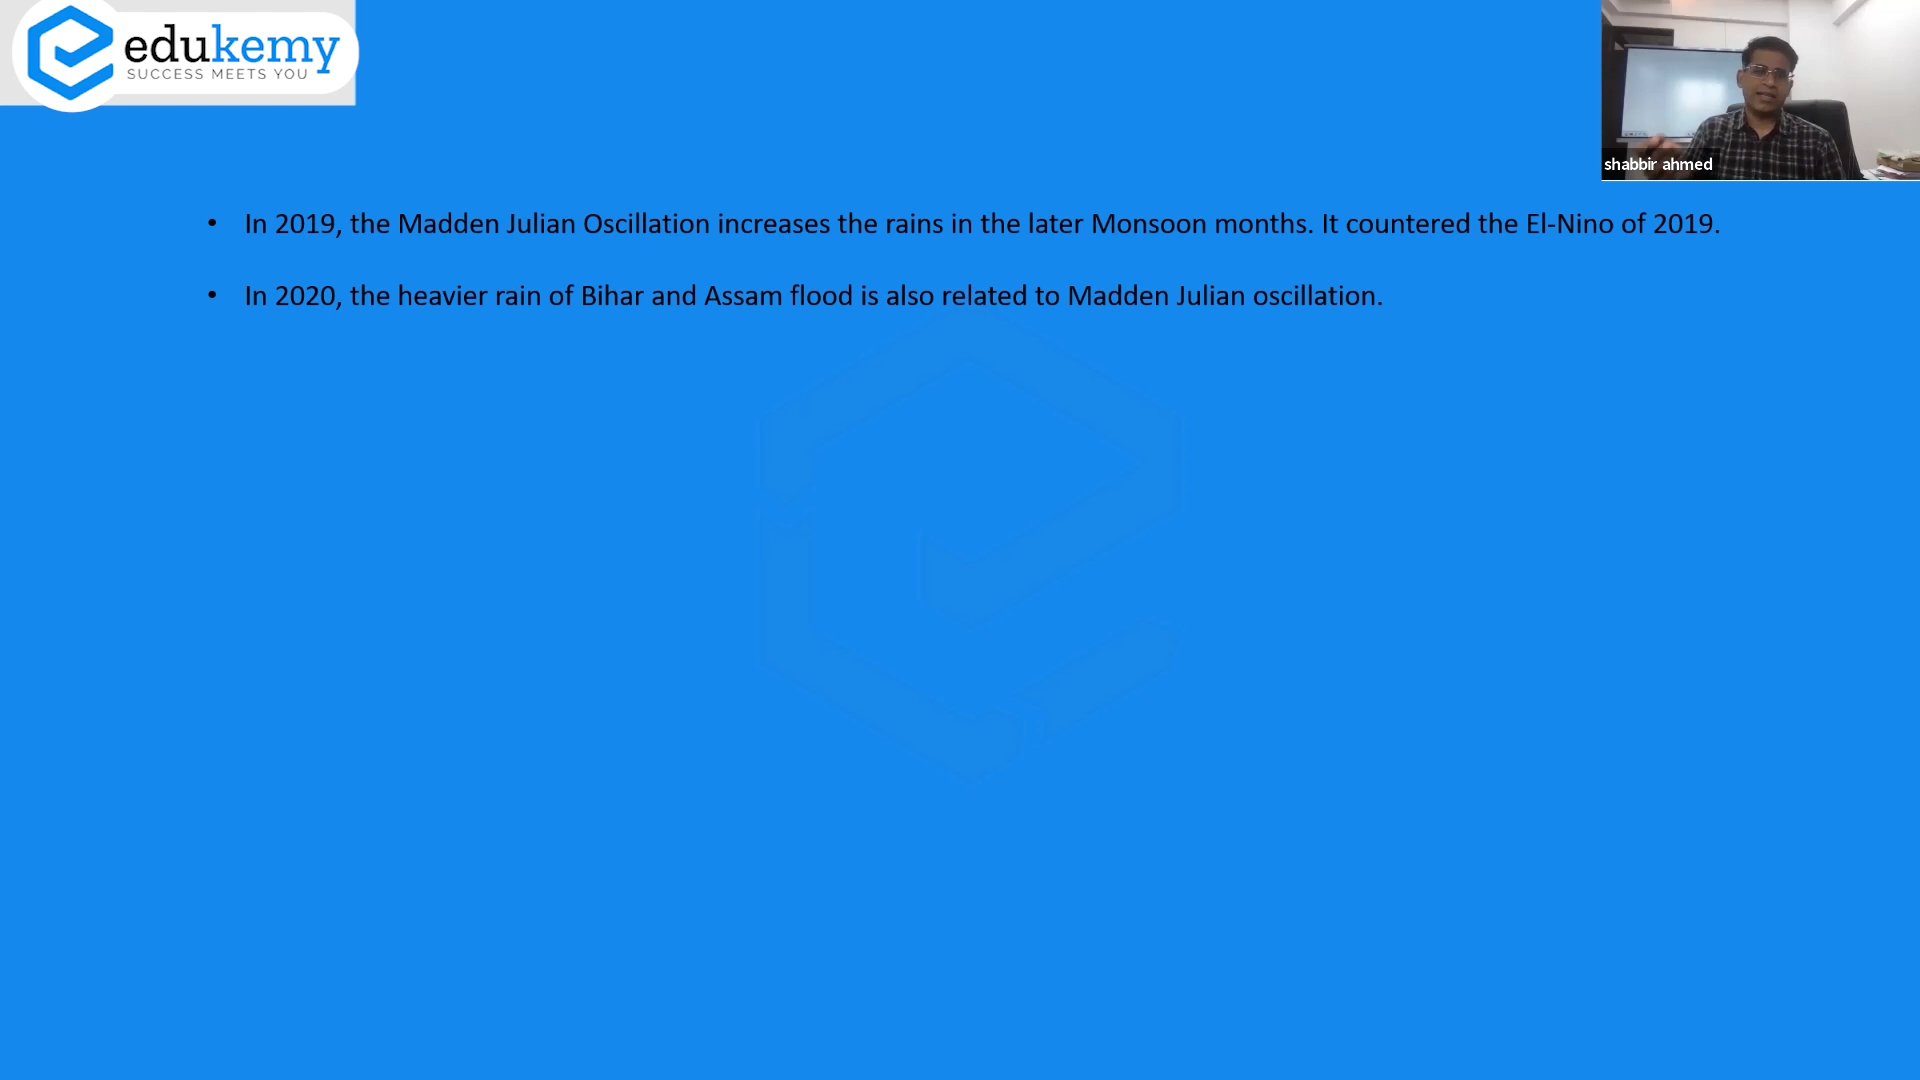 edukemy
SUCCESS MEETS YOU
shabbir ahmed
• In 2019, the Madden Julian Oscillation increases the rains in the later Monsoon months. It countered the El-Nino of 2019.
• In 2020, the heavier rain of Bihar and Assam flood is also related to Madden Julian oscillation.